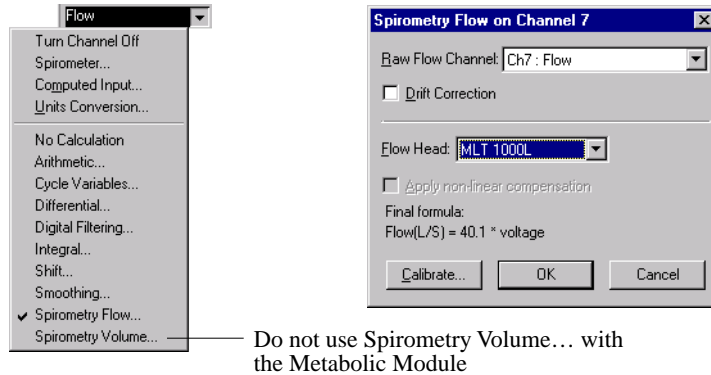 Flow
Turn Channel Off
Spirometer...
Computed Input...
Units Conversion...
No Calculation
Arithmetic...
Cycle Variables...
Differential...
Digital Filtering...
Integral...
Shift...
Smoothing...
Spirometry Flow...
Spirometry Volume...
Spirometry Flow on Channel 7
Raw Flow Channel: Ch7 : Flow
Drift Correction
Flow Head: MLT 1000L
Apply non-linear compensation
Final formula:
Flow(L/S) = 40.1 * voltage
Calibrate... OK Cancel
Do not use Spirometry Volume… with
the Metabolic Module